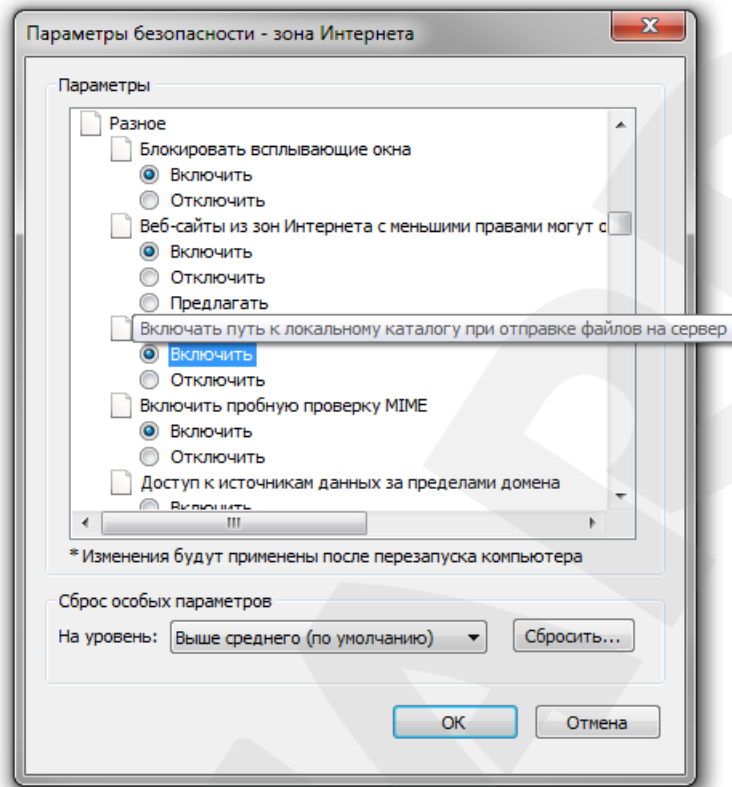 Параметры безопасности - зона Интернета
Параметры
Разное
Блокировать всплывающие окна
Включить
Отключить
Веб-сайты из зон Интернета с меньшими правами могут о
Включить
Отключить
Предлагать
Включать путь к локальному каталогу при отправке файлов на сервер
Включить
Отключить
Включить пробную проверку MIME
Включить
Отключить
Доступ к источникам данных за пределами домена
Включить
* Изменения будут применены после перезапуска компьютера
Сброс особых параметров
На уровень: Выше среднего (по умолчанию) Сбросить...
ОК Отмена